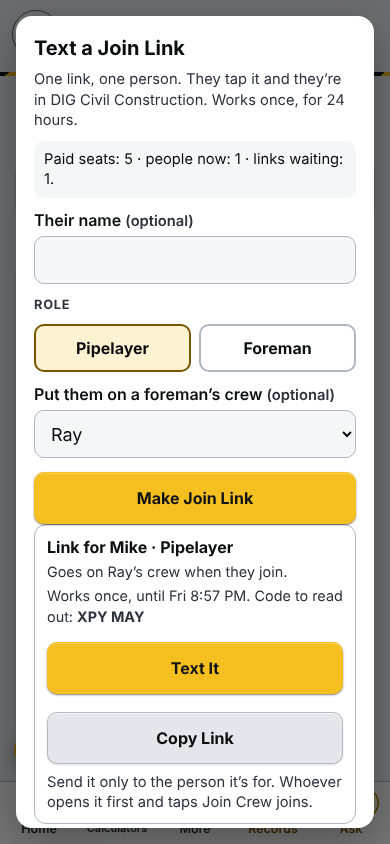 Text a Join Link
One link, one person. They tap it and they’re
in DIG Civil Construction. Works once, for 24
hours.
Paid seats: 5 · people now: 1 · links waiting:
1.
Their name (optional)
ROLE
Pipelayer
Foreman
Put them on a foreman’s crew (optional)
Ray
Make Join Link
Link for Mike · Pipelayer
Goes on Ray’s crew when they join.
Works once, until Fri 8:57 PM. Code to read
out: XPY MAY
Text It
Copy Link
Send it only to the person it’s for. Whoever
opens it first and taps Join Crew joins.
Home
Calculators
More
Records
Ask